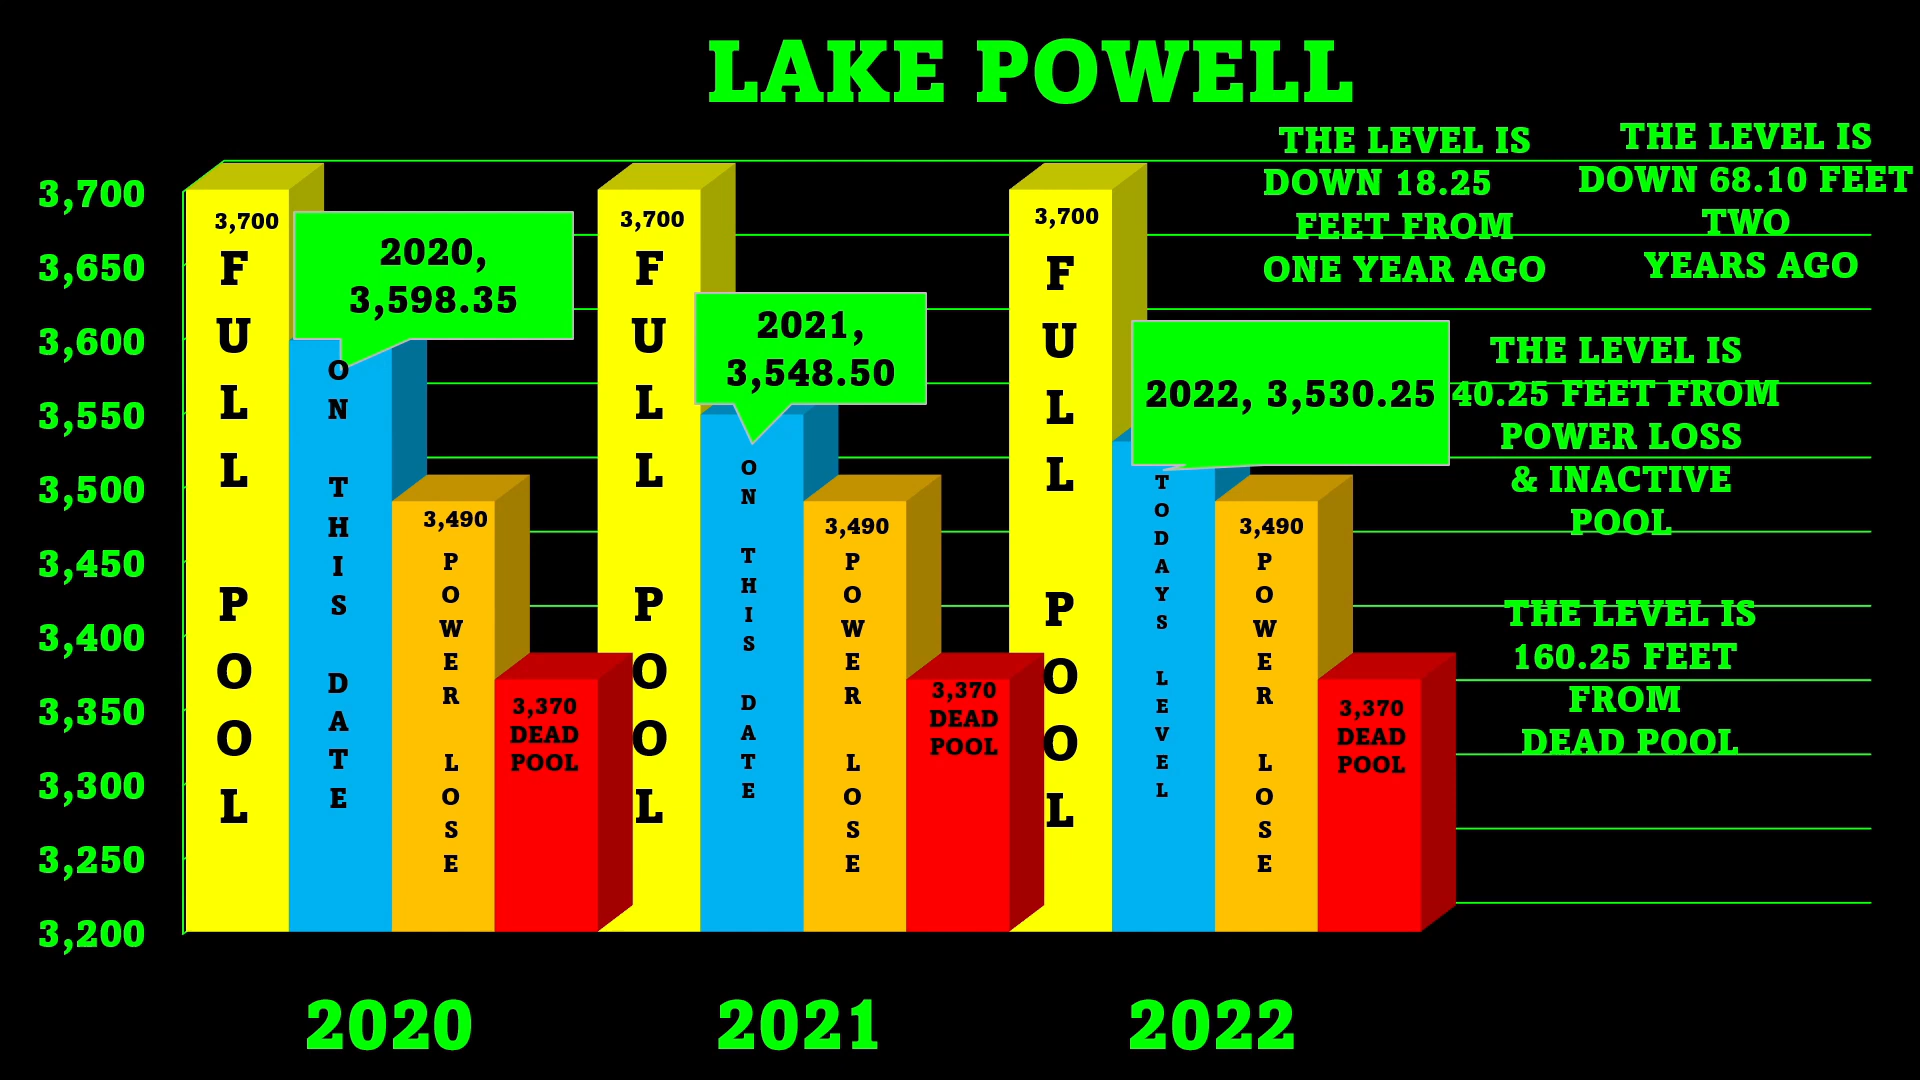 LAKE POWELL
THE LEVEL IS
DOWN 18.25
FEET FROM
ONE YEAR AGO
THE LEVEL IS
DOWN 68.10 FEET
TWO
YEARS AGO
THE LEVEL IS
40.25 FEET FROM
POWER LOSS
& INACTIVE
POOL
THE LEVEL IS
160.25 FEET
FROM
DEAD POOL
3,700
3,650
3,600
3,550
3,500
3,450
3,400
3,350
3,300
3,250
3,200
3,700
FULL POOL
2020,
3,598.35
ON THIS DATE
3,490
POWER LOSE
3,370
DEAD
POOL
3,700
FULL POOL
2021,
3,548.50
ON THIS DATE
3,490
POWER LOSE
3,370
DEAD
POOL
3,700
FULL POOL
2022, 3,530.25
TODAYS LEVEL
3,490
POWER LOSE
3,370
DEAD
POOL
2020
2021
2022